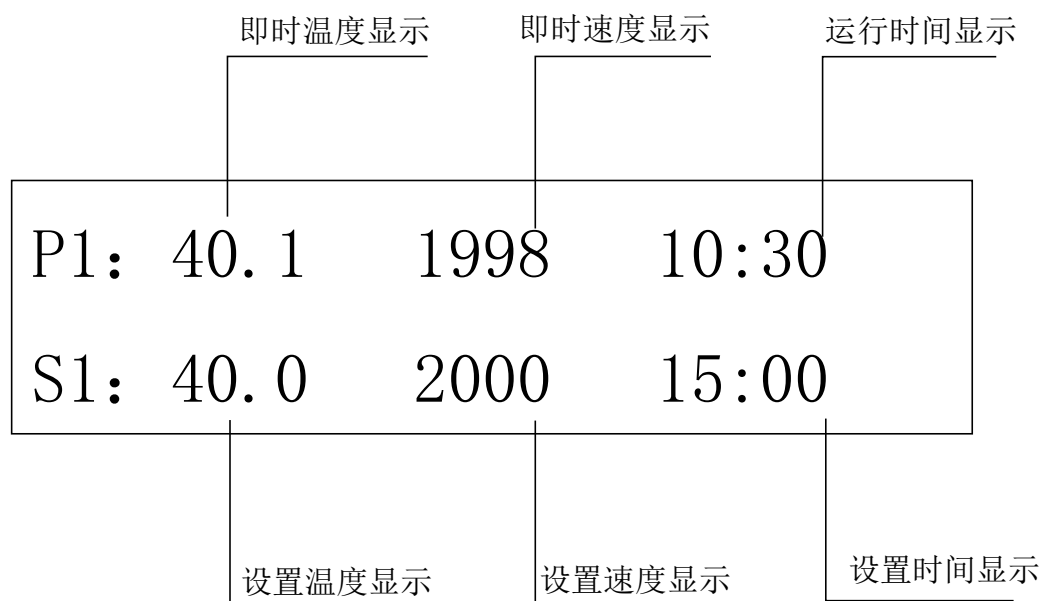 即时温度显示 即时速度显示 运行时间显示
P1：40.1 1998 10:30
S1：40.0 2000 15:00
设置温度显示 设置速度显示 设置时间显示